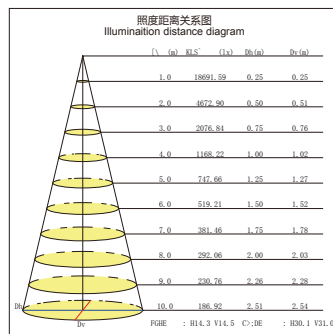 照度距离关系图
Illuminaition distance diagram
[\ (m) KLS` (lx) Dh(m) Dv(m)
1.0 18691.59 0.25 0.25
2.0 4672.90 0.50 0.51
3.0 2076.84 0.75 0.76
4.0 1168.22 1.00 1.02
5.0 747.66 1.25 1.27
6.0 519.21 1.50 1.52
7.0 381.46 1.75 1.78
8.0 292.06 2.00 2.03
9.0 230.76 2.26 2.28
10.0 186.92 2.51 2.54
Dh
Dv
FGHE : H14.3 V14.5 C>;DE : H30.1 V31.0